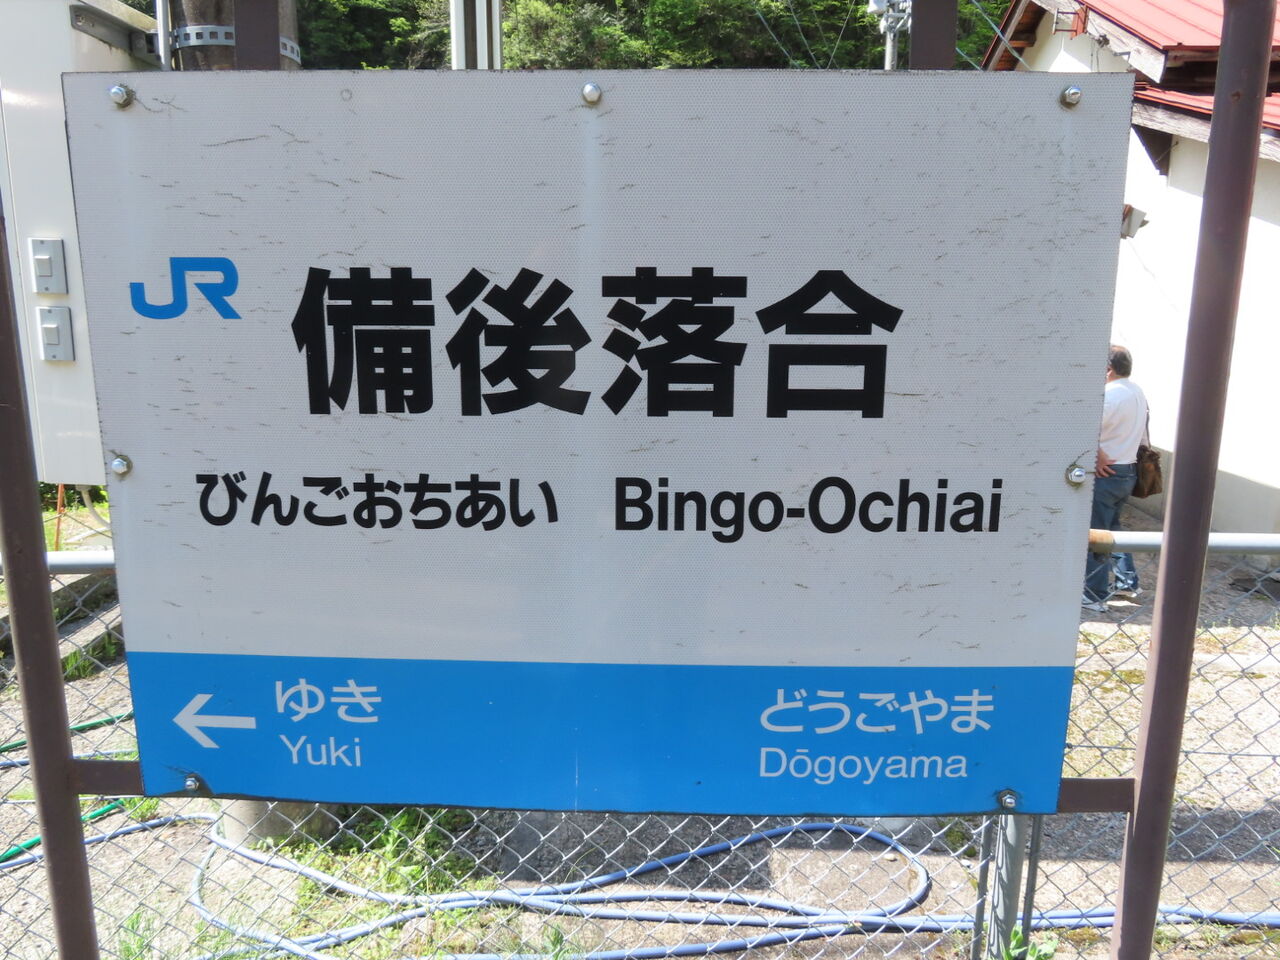 JR 備後落合
びんごおちあい Bingo-Ochiai
← ゆき どうごやま
Yuki Dōgoyama